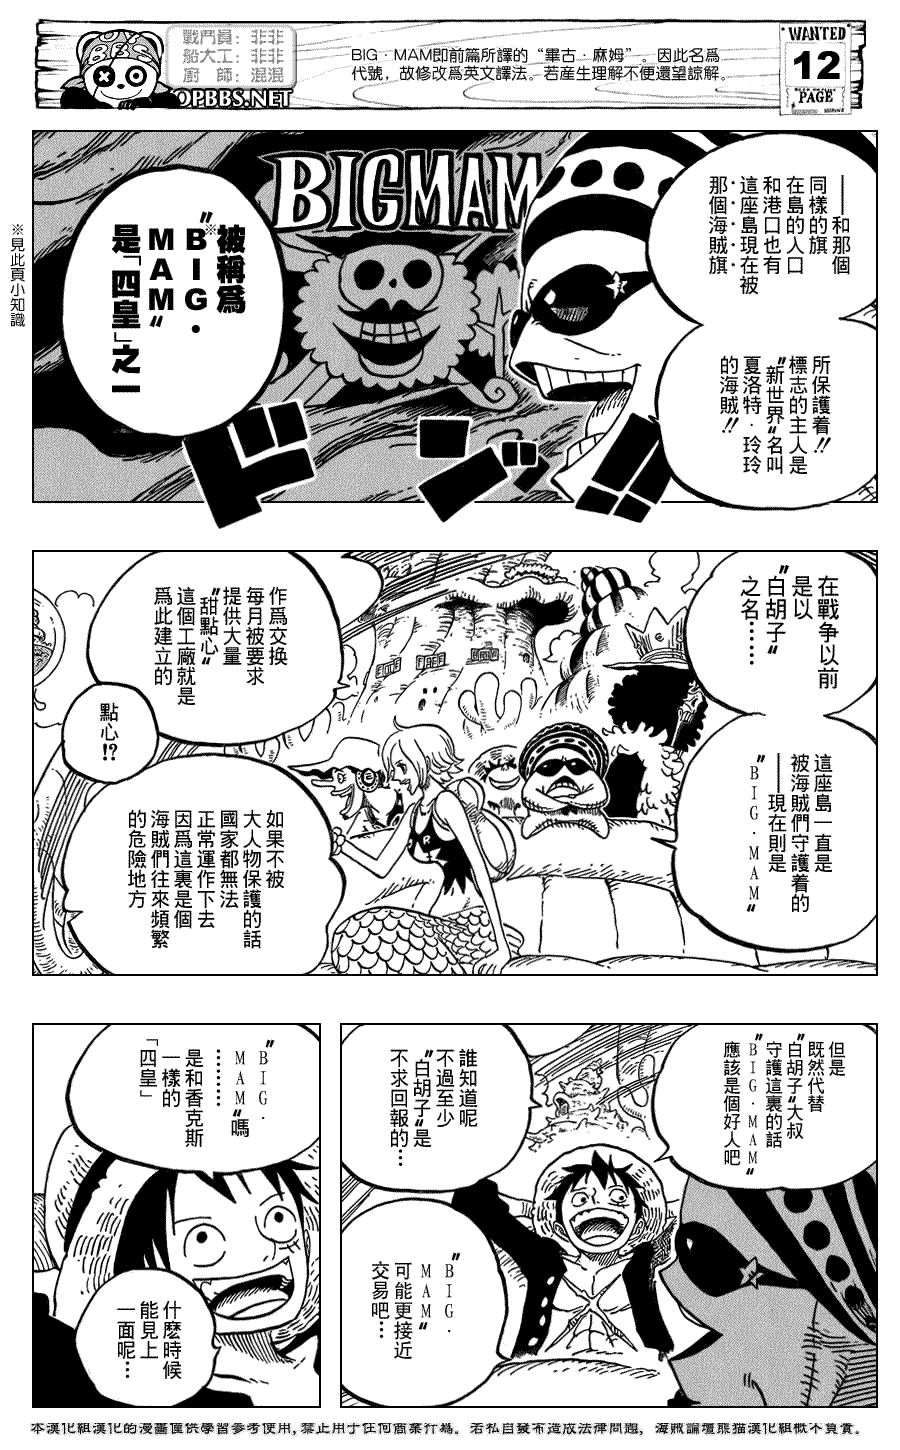 戰鬥員：非非
船大工：非非
廚　師：混混
OPBBS.NET
BIG・MAM即前篇所譯的“畢古・麻姆”。因此名爲
代號，故修改爲英文譯法。若産生理解不便還望諒解。
WANTED
12
PAGE
——和那個
同樣的旗
在島的人口
和港口也有
這座島現在被
那個海賊旗
所保護着!!
標志的主人是
〝新世界〟名叫
夏洛特・玲玲
的海賊!!
BIGMAM
※
被稱爲
〝BIG・
MAM〟
是「四皇」之一
※見此頁小知識
ドン!!
在戰争以前
是以
〝白胡子〟
之名……
這座島一直是
被海賊們守護着的
——現在則是
〝BIG・MAM〟
作爲交换
每月被要求
提供大量
〝甜點心〟
這個工廠就是
爲此建立的
點心!?
如果不被
大人物保護的話
國家都無法
正常運作下去
因爲這裏是個
海賊們往來頻繁
的危險地方
但是
既然代替
〝白胡子〟大叔
守護這裏的話
〝BIG・MAM〟
應該是個好人吧
誰知道呢
不過至少
〝白胡子〟是
不求回報的…
〝BIG・
MAM〟
可能更接近
交易吧…
〝BIG・
MAM〟嗎
………
是和香克斯
一樣的
「四皇」
什麽時候
能見上
一面呢…
本漢化組漢化的漫畫僅供學習參考使用,禁止用于任何商業行為。若私自發布造成法律問題，海賊論壇熊猫漢化組概不負責。